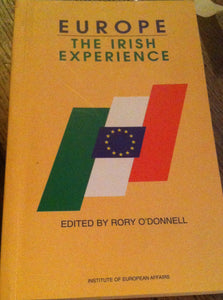 EUROPE
THE IRISH
EXPERIENCE
EDITED BY RORY O'DONNELL
INSTITUTE OF EUROPEAN AFFAIRS